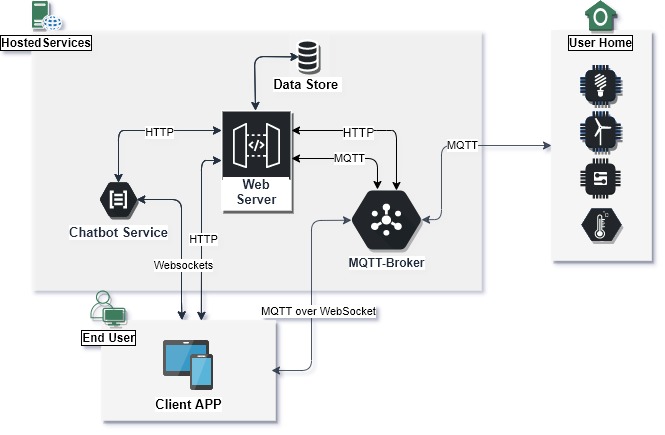 Hosted Services
User Home
Data Store
HTTP
HTTP
MQTT
MQTT
Web
Server
Chatbot Service
HTTP
MQTT-Broker
Websockets
°C
MQTT over WebSocket
End User
Client APP